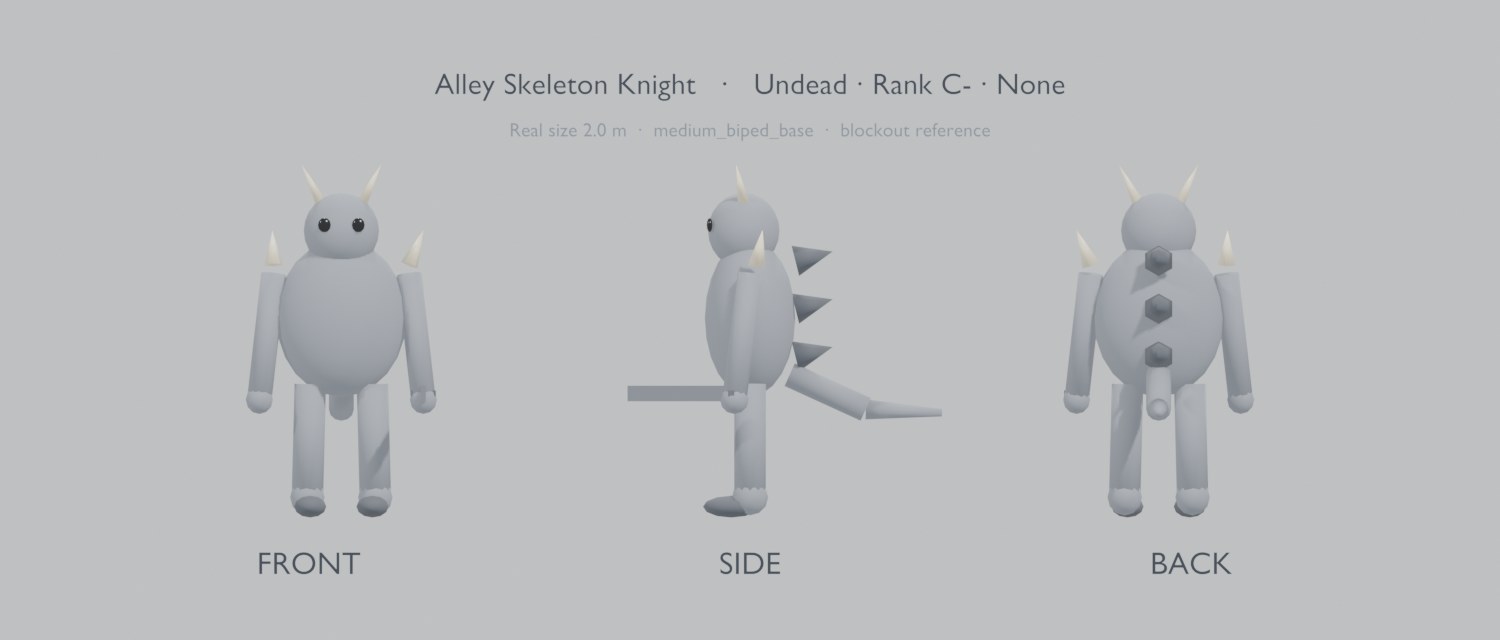 Alley Skeleton Knight · Undead · Rank C- · None
Real size 2.0 m · medium_biped_base · blockout reference
FRONT SIDE BACK